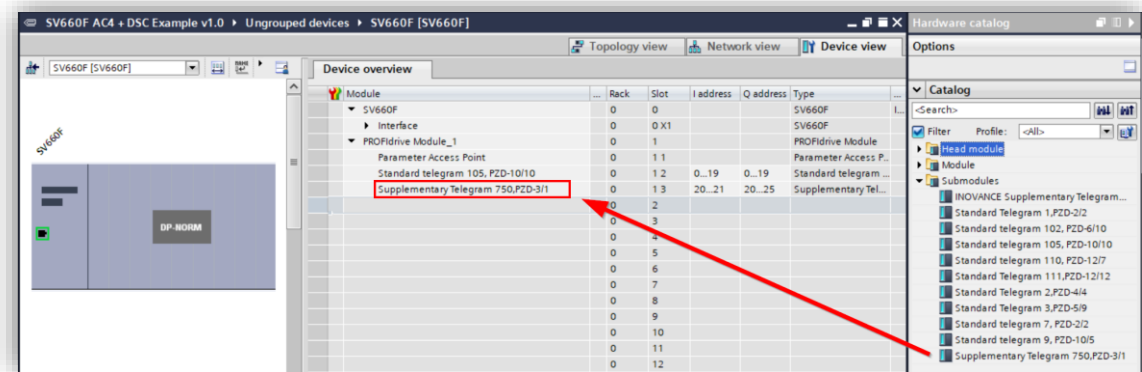 SV660F AC4 + DSC Example v1.0 ▸ Ungrouped devices ▸ SV660F [SV660F]
Topology view Network view Device view
SV660F [SV660F]
SV660F
DP-NORM
Device overview
Module ... Rack Slot I address Q address Type ...
SV660F 0 0 SV660F I...
Interface 0 0 X1 SV660F
PROFIdrive Module_1 0 1 PROFIdrive Module
Parameter Access Point 0 1 1 Parameter Access P...
Standard telegram 105, PZD-10/10 0 1 2 0...19 0...19 Standard telegram ...
Supplementary Telegram 750,PZD-3/1 0 1 3 20...21 20...25 Supplementary Tel...
0 2
0 3
0 4
0 5
0 6
0 7
0 8
0 9
0 10
0 11
0 12
Hardware catalog
Options
Catalog
<Search>
Filter Profile: <All>
Head module
Module
Submodules
INOVANCE Supplementary Telegram...
Standard Telegram 1,PZD-2/2
Standard telegram 102, PZD-6/10
Standard telegram 105, PZD-10/10
Standard telegram 110, PZD-12/7
Standard Telegram 111,PZD-12/12
Standard Telegram 2,PZD-4/4
Standard Telegram 3,PZD-5/9
Standard telegram 7, PZD-2/2
Standard telegram 9, PZD-10/5
Supplementary Telegram 750,PZD-3/1